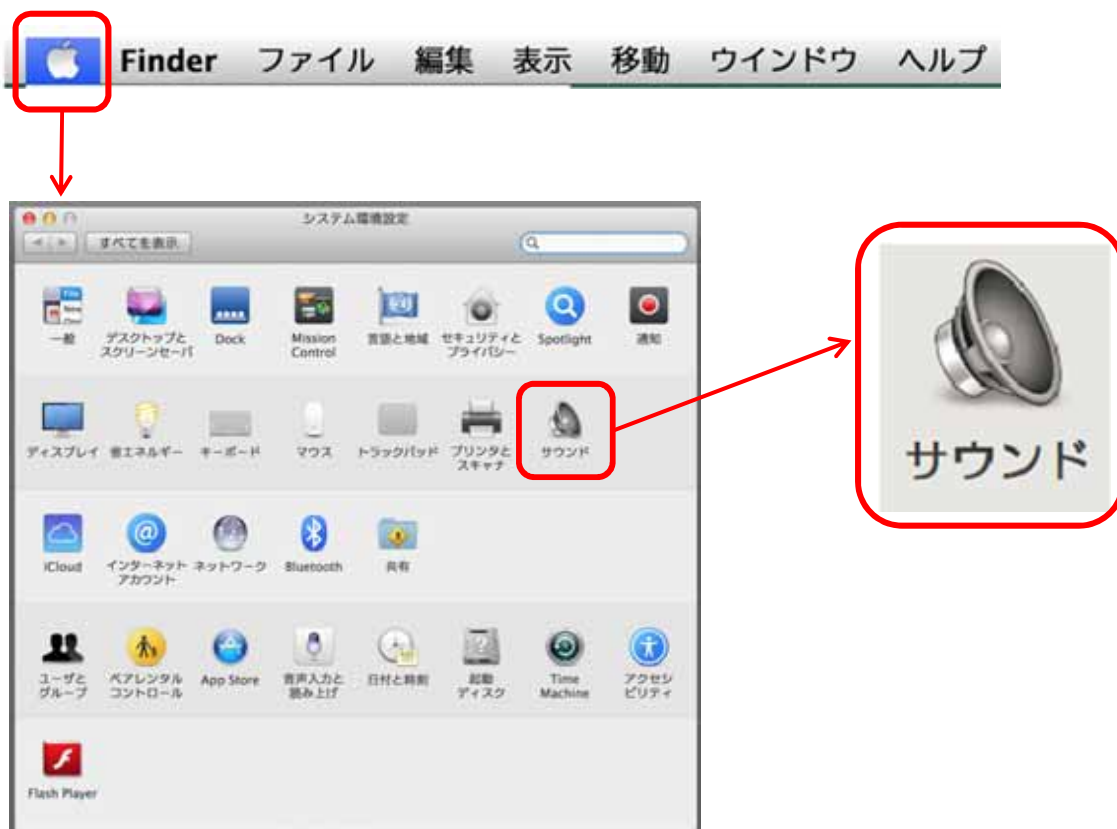 Finder ファイル 編集 表示 移動 ウインドウ ヘルプ
システム環境設定
すべてを表示
一般
デスクトップと
スクリーンセーバ
Dock
Mission
Control
言語と地域
セキュリティと
プライバシー
Spotlight
通知
ディスプレイ
省エネルギー
キーボード
マウス
トラックパッド
プリンタと
スキャナ
サウンド
サウンド
iCloud
インターネット
アカウント
ネットワーク
Bluetooth
共有
ユーザと
グループ
ペアレンタル
コントロール
App Store
音声入力と
読み上げ
日付と時刻
起動
ディスク
Time
Machine
アクセシ
ビリティ
Flash Player